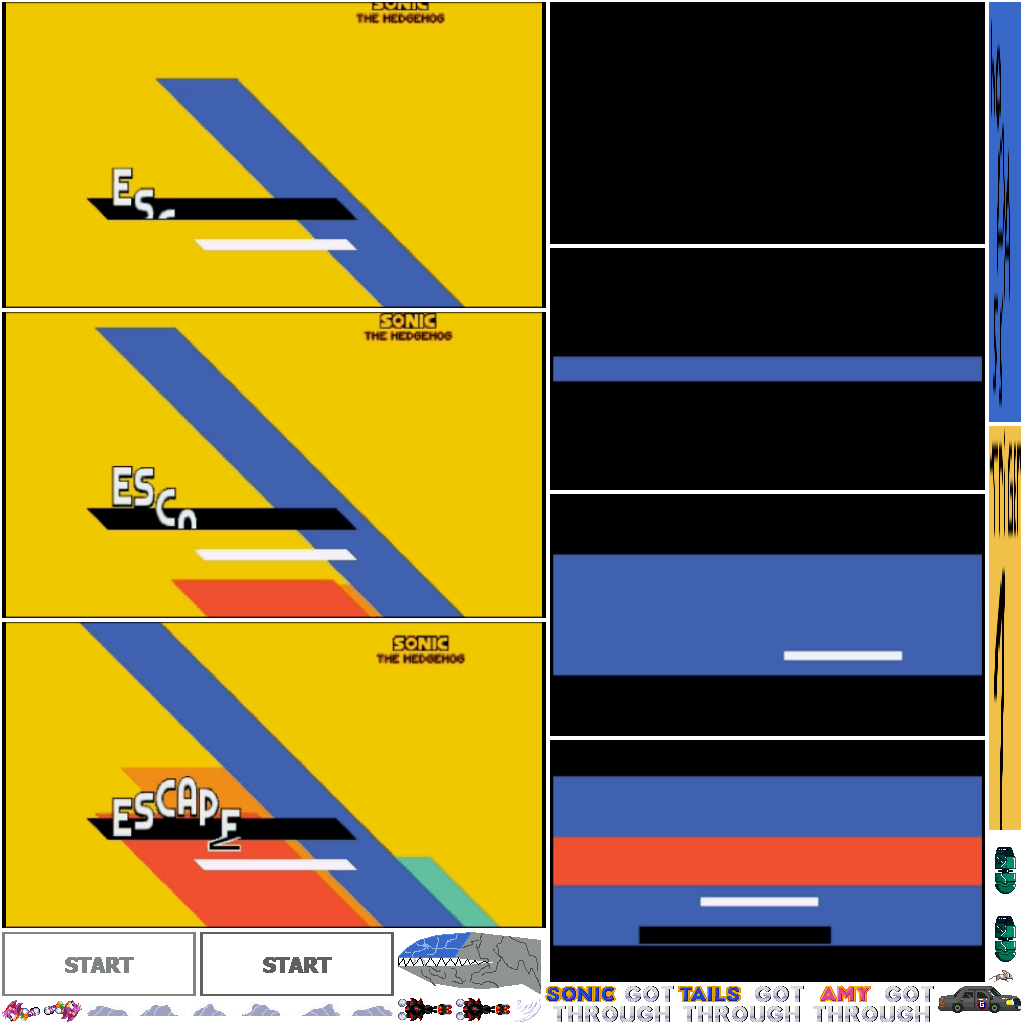 SONIC
THE HEDGEHOG
ESC
SONIC
THE HEDGEHOG
ESCA
SONIC
THE HEDGEHOG
ESCAPE
START
START
SONIC GOT
THROUGH
TAILS GOT
THROUGH
AMY GOT
THROUGH